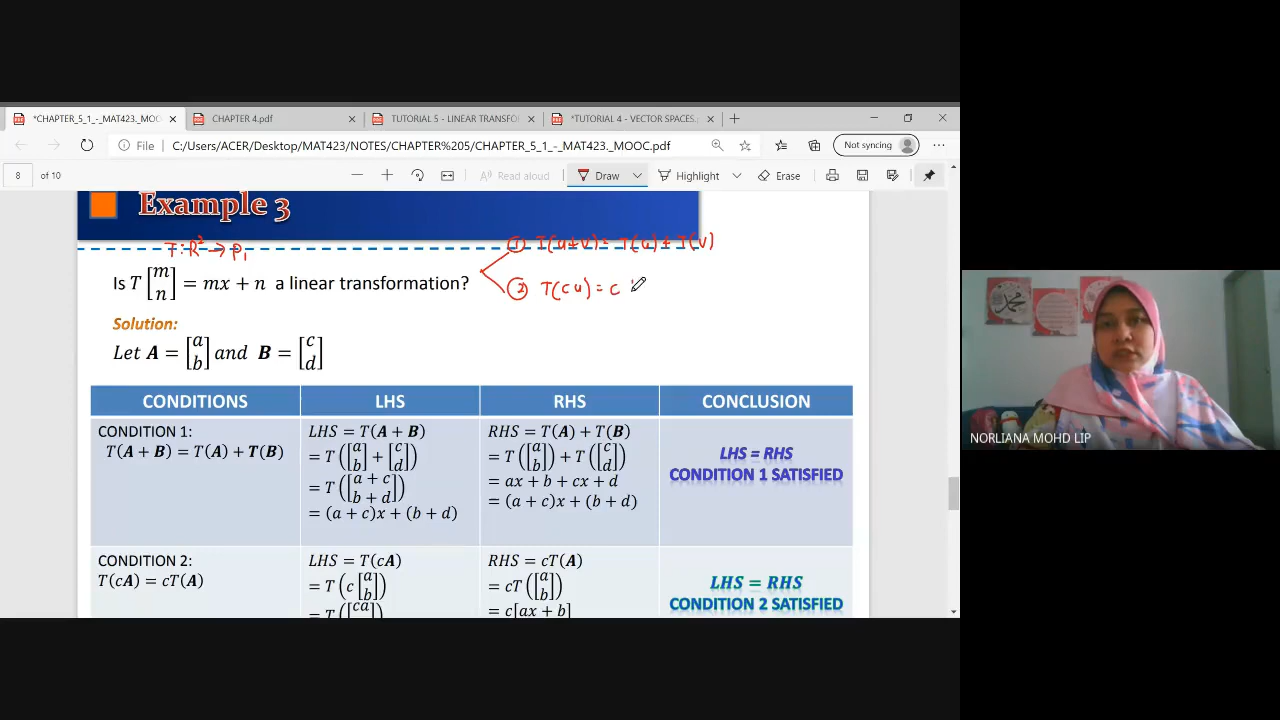 *CHAPTER_5_1_-_MAT423._MOO
CHAPTER 4.pdf
TUTORIAL 5 - LINEAR TRANSFO
*TUTORIAL 4 - VECTOR SPACES.
File C:/Users/ACER/Desktop/MAT423/NOTES/CHAPTER%205/CHAPTER_5_1_-_MAT423._MOOC.pdf Not syncing
8 of 10 Read aloud Draw Highlight Erase
Example 3
T: R² → P₁
① T(u+v) = T(u) + T(v)
Is T [m n] = mx + n a linear transformation?
② T(cu) = c
Solution:
Let A = [a b] and B = [c d]
CONDITIONS LHS RHS CONCLUSION
CONDITION 1:
T(A + B) = T(A) + T(B)
LHS = T(A + B)
= T([a b] + [c d])
= T([a + c b + d])
= (a + c)x + (b + d)
RHS = T(A) + T(B)
= T([a b]) + T([c d])
= ax + b + cx + d
= (a + c)x + (b + d)
LHS = RHS
CONDITION 1 SATISFIED
CONDITION 2:
T(cA) = cT(A)
LHS = T(cA)
= T(c[a b])
= T([ca
RHS = cT(A)
= cT([a b])
= c[ax + b]
LHS = RHS
CONDITION 2 SATISFIED
NORLIANA MOHD LIP